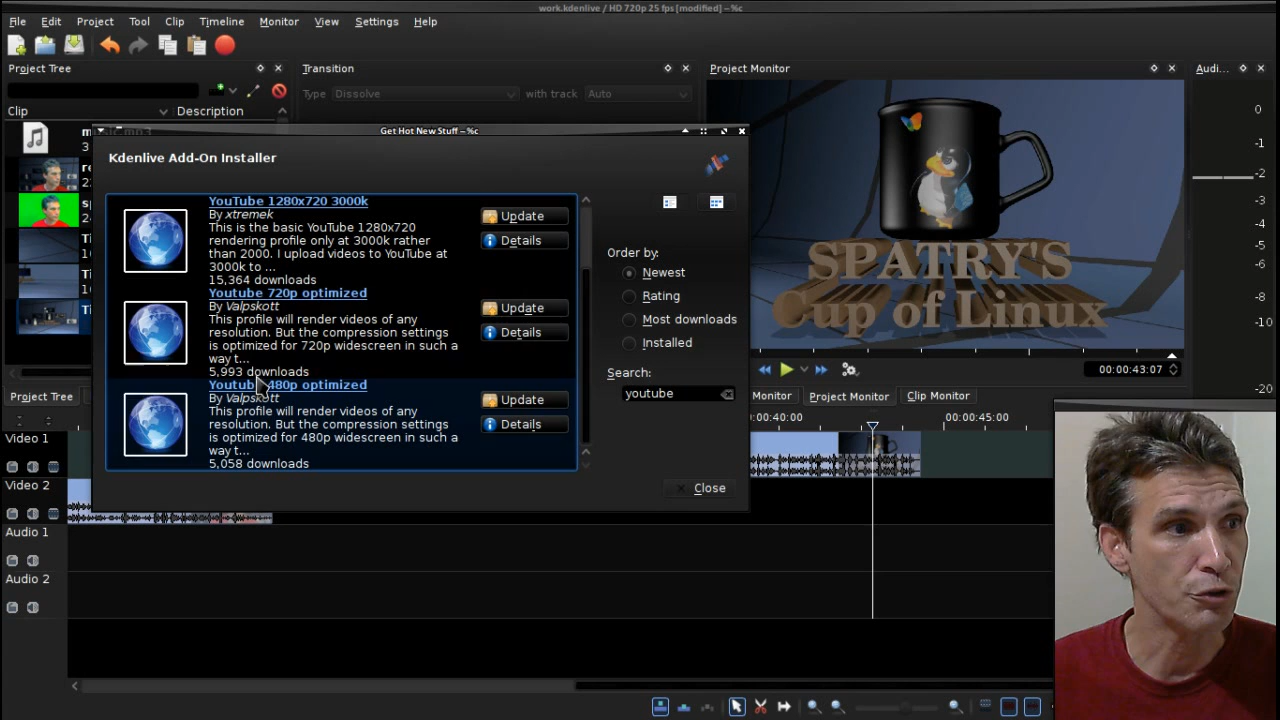 work.kdenlive / HD 720p 25 fps [modified] – %c
File Edit Project Tool Clip Timeline Monitor View Settings Help
Project Tree
Transition
Project Monitor
Audi...
Type Dissolve with track Auto
Clip Description
Get Hot New Stuff – %c
Kdenlive Add-On Installer
YouTube 1280x720 3000k
By xtremek
This is the basic YouTube 1280x720
rendering profile only at 3000k rather
than 2000. I upload videos to YouTube at
3000k to ...
15,364 downloads
Update
Details
Youtube 720p optimized
By Valpskott
This profile will render videos of any
resolution. But the compression settings
is optimized for 720p widescreen in such a
way t...
5,993 downloads
Update
Details
Youtube 480p optimized
By Valpskott
This profile will render videos of any
resolution. But the compression settings
is optimized for 480p widescreen in such a
way t...
5,058 downloads
Update
Details
Order by:
Newest
Rating
Most downloads
Installed
Search:
youtube
Close
SPATRY'S
Cup of Linux
0
-1
-2
-3
-4
-5
-6
-8
-10
-20
00:00:43:07
Project Tree
Monitor Project Monitor Clip Monitor
0:00:40:00 00:00:45:00
Video 1
Video 2
Audio 1
Audio 2